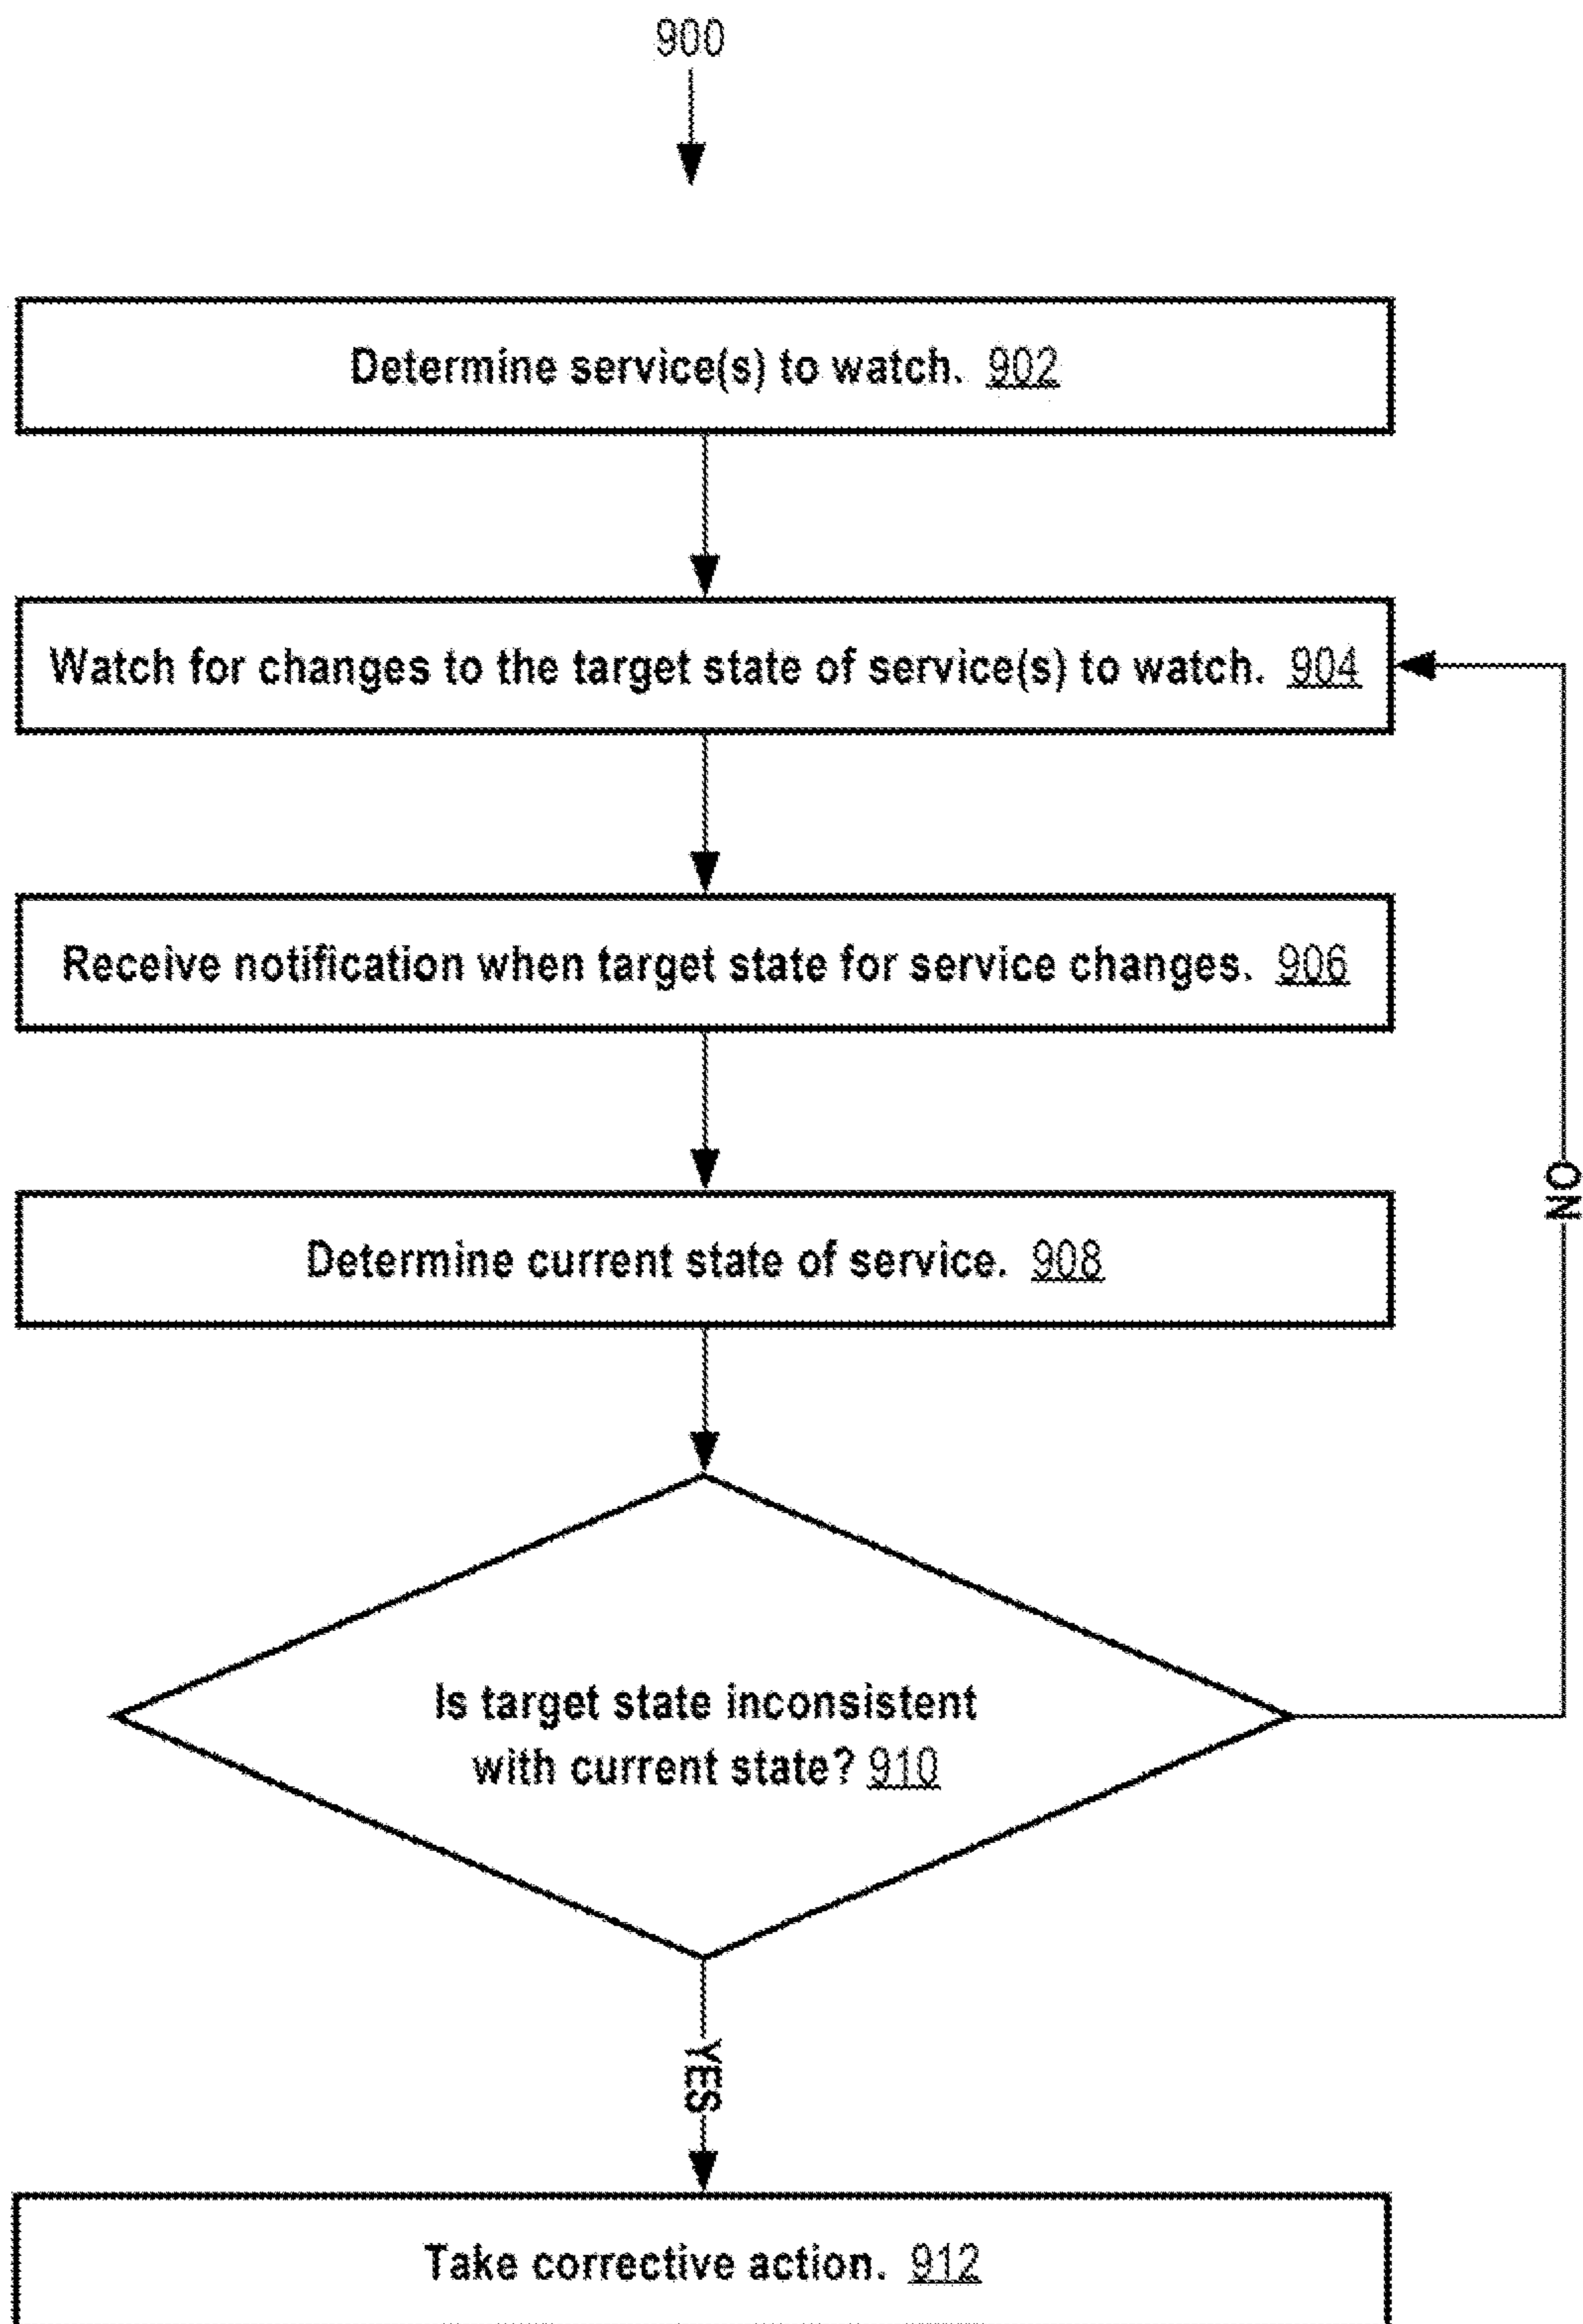 900
Determine service(s) to watch. 902
Watch for changes to the target state of service(s) to watch. 904
Receive notification when target state for service changes. 906
Determine current state of service. 908
NO
Is target state inconsistent
with current state? 910
YES
Take corrective action. 912